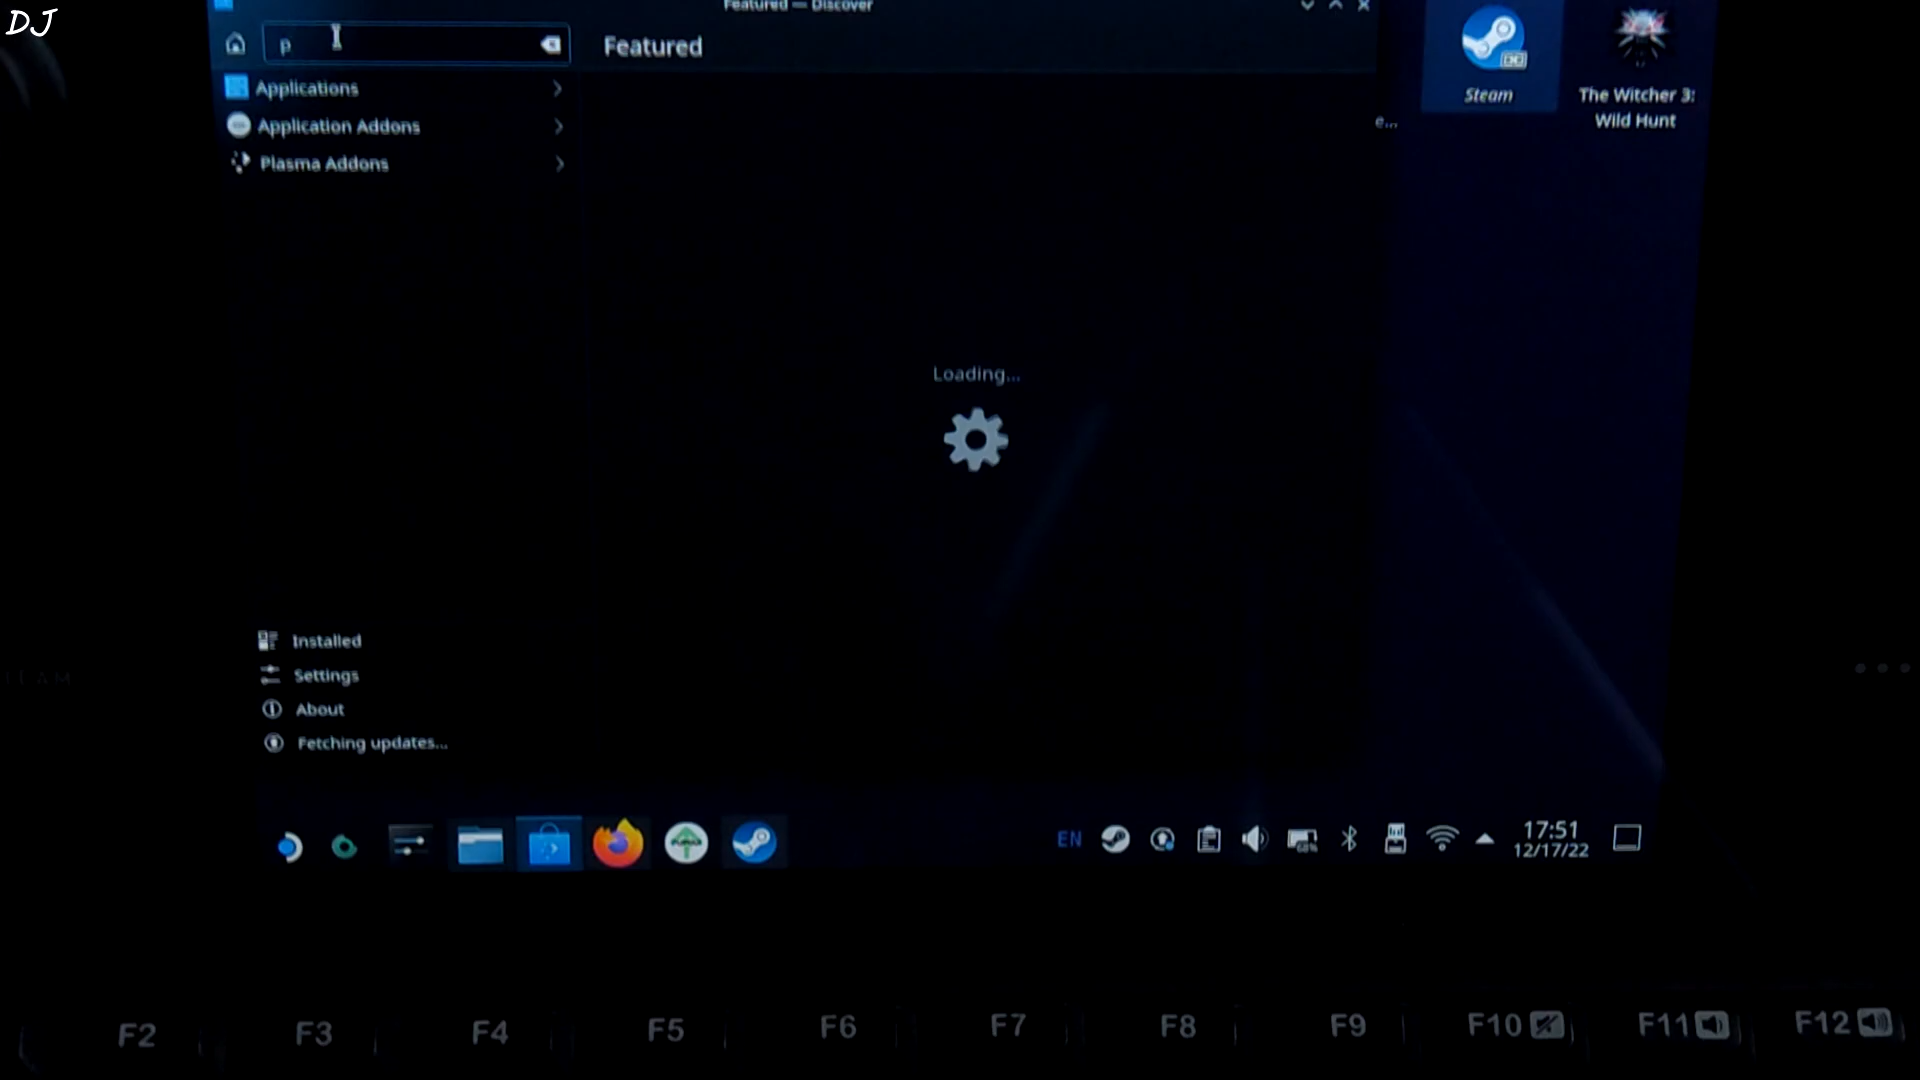 DJ
Featured — Discover
p
Featured
Applications
Application Addons
Plasma Addons
Steam
The Witcher 3:
Wild Hunt
e...
Loading...
Installed
Settings
About
Fetching updates...
EN
68%
17:51
12/17/22
F2 F3 F4 F5 F6 F7 F8 F9 F10 F11 F12